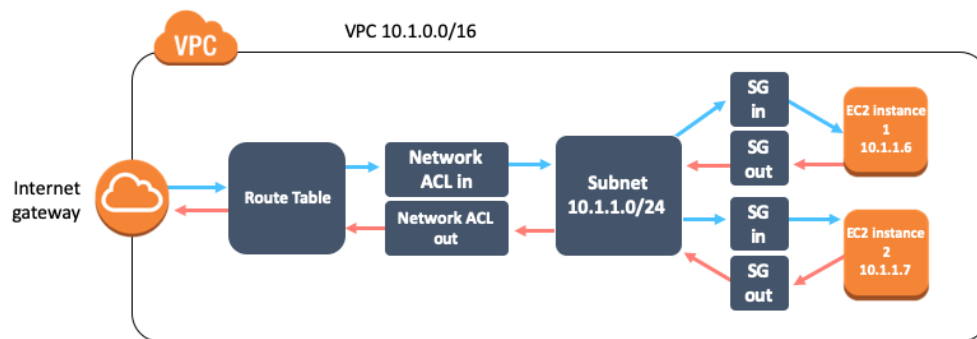 VPC
VPC 10.1.0.0/16
Internet
gateway
Route Table
Network
ACL in
Network ACL
out
Subnet
10.1.1.0/24
SG
in
SG
out
EC2 instance
1
10.1.1.6
SG
in
SG
out
EC2 instance
2
10.1.1.7